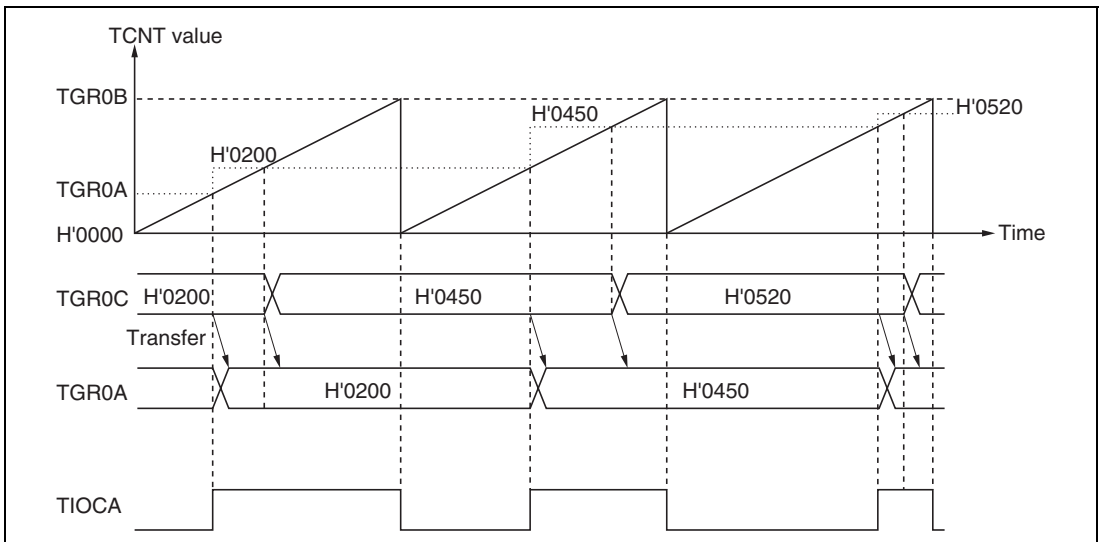 TCNT value
TGR0B
H'0520
H'0450
H'0200
TGR0A
H'0000
Time
TGR0C
H'0200
H'0450
H'0520
Transfer
TGR0A
H'0200
H'0450
TIOCA